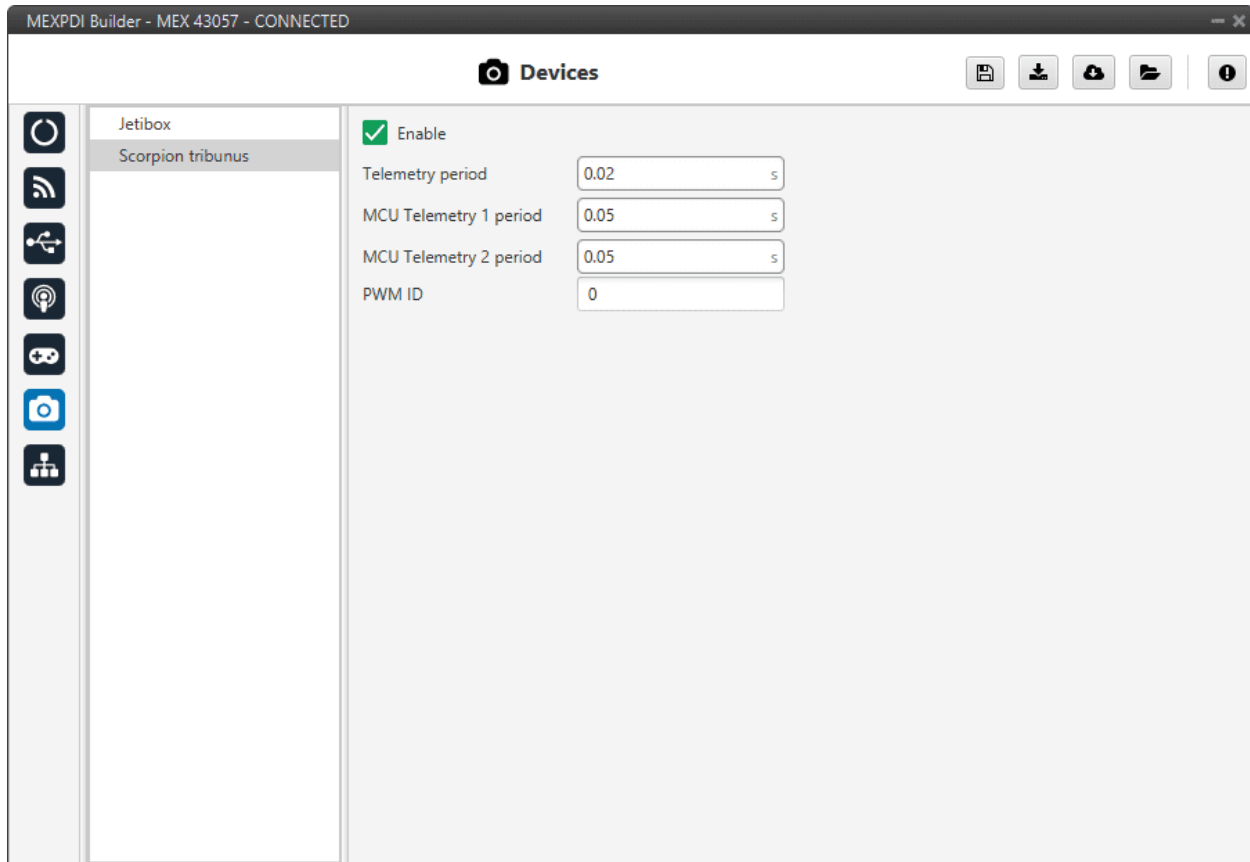 MEXPDI Builder - MEX 43057 - CONNECTED
Devices
Jetibox
Scorpion tribunus
Enable
Telemetry period 0.02 s
MCU Telemetry 1 period 0.05 s
MCU Telemetry 2 period 0.05 s
PWM ID 0